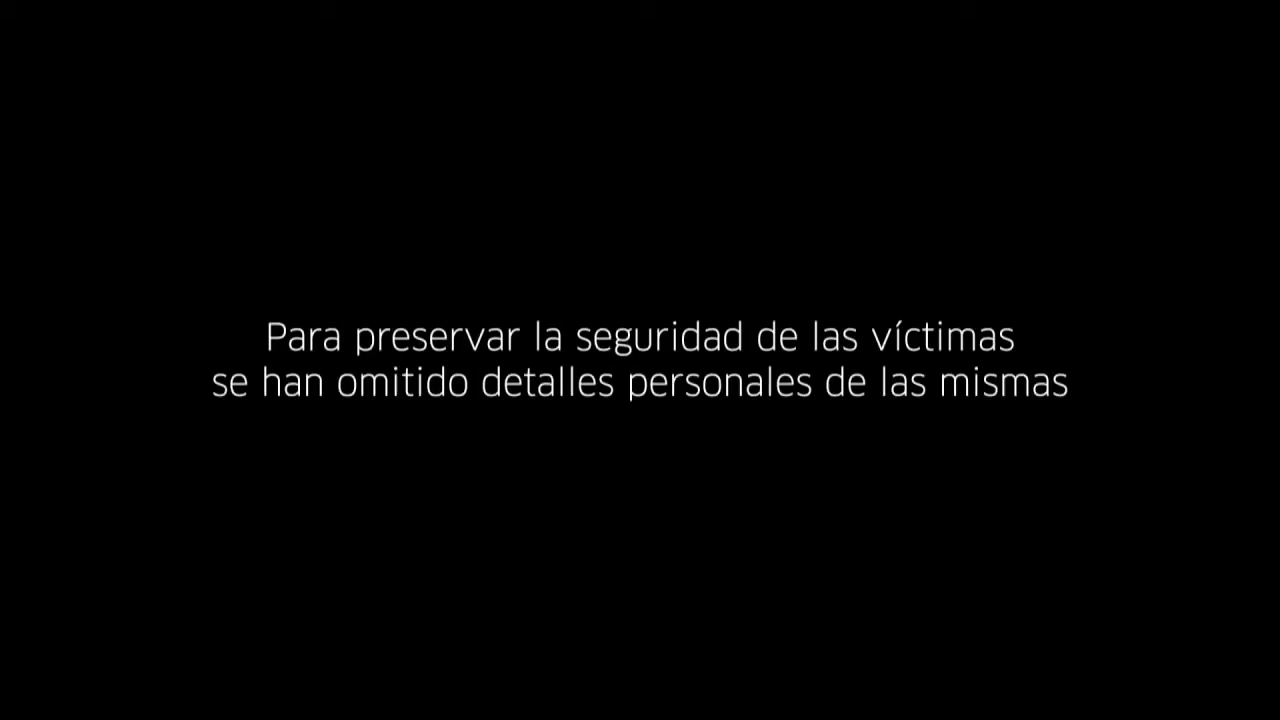 Para preservar la seguridad de las víctimas
se han omitido detalles personales de las mismas